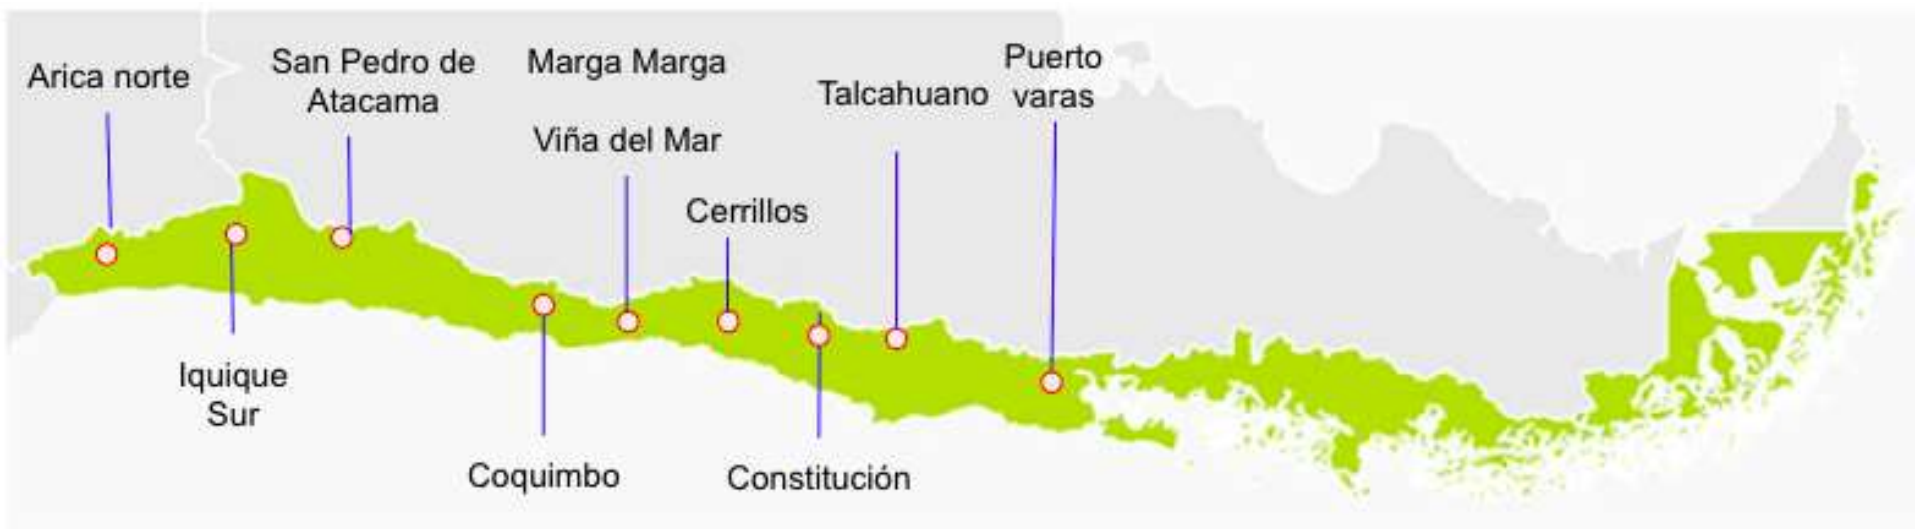 Arica norte
San Pedro de
Atacama
Marga Marga
Viña del Mar
Cerrillos
Talcahuano
Puerto
varas
Iquique
Sur
Coquimbo
Constitución